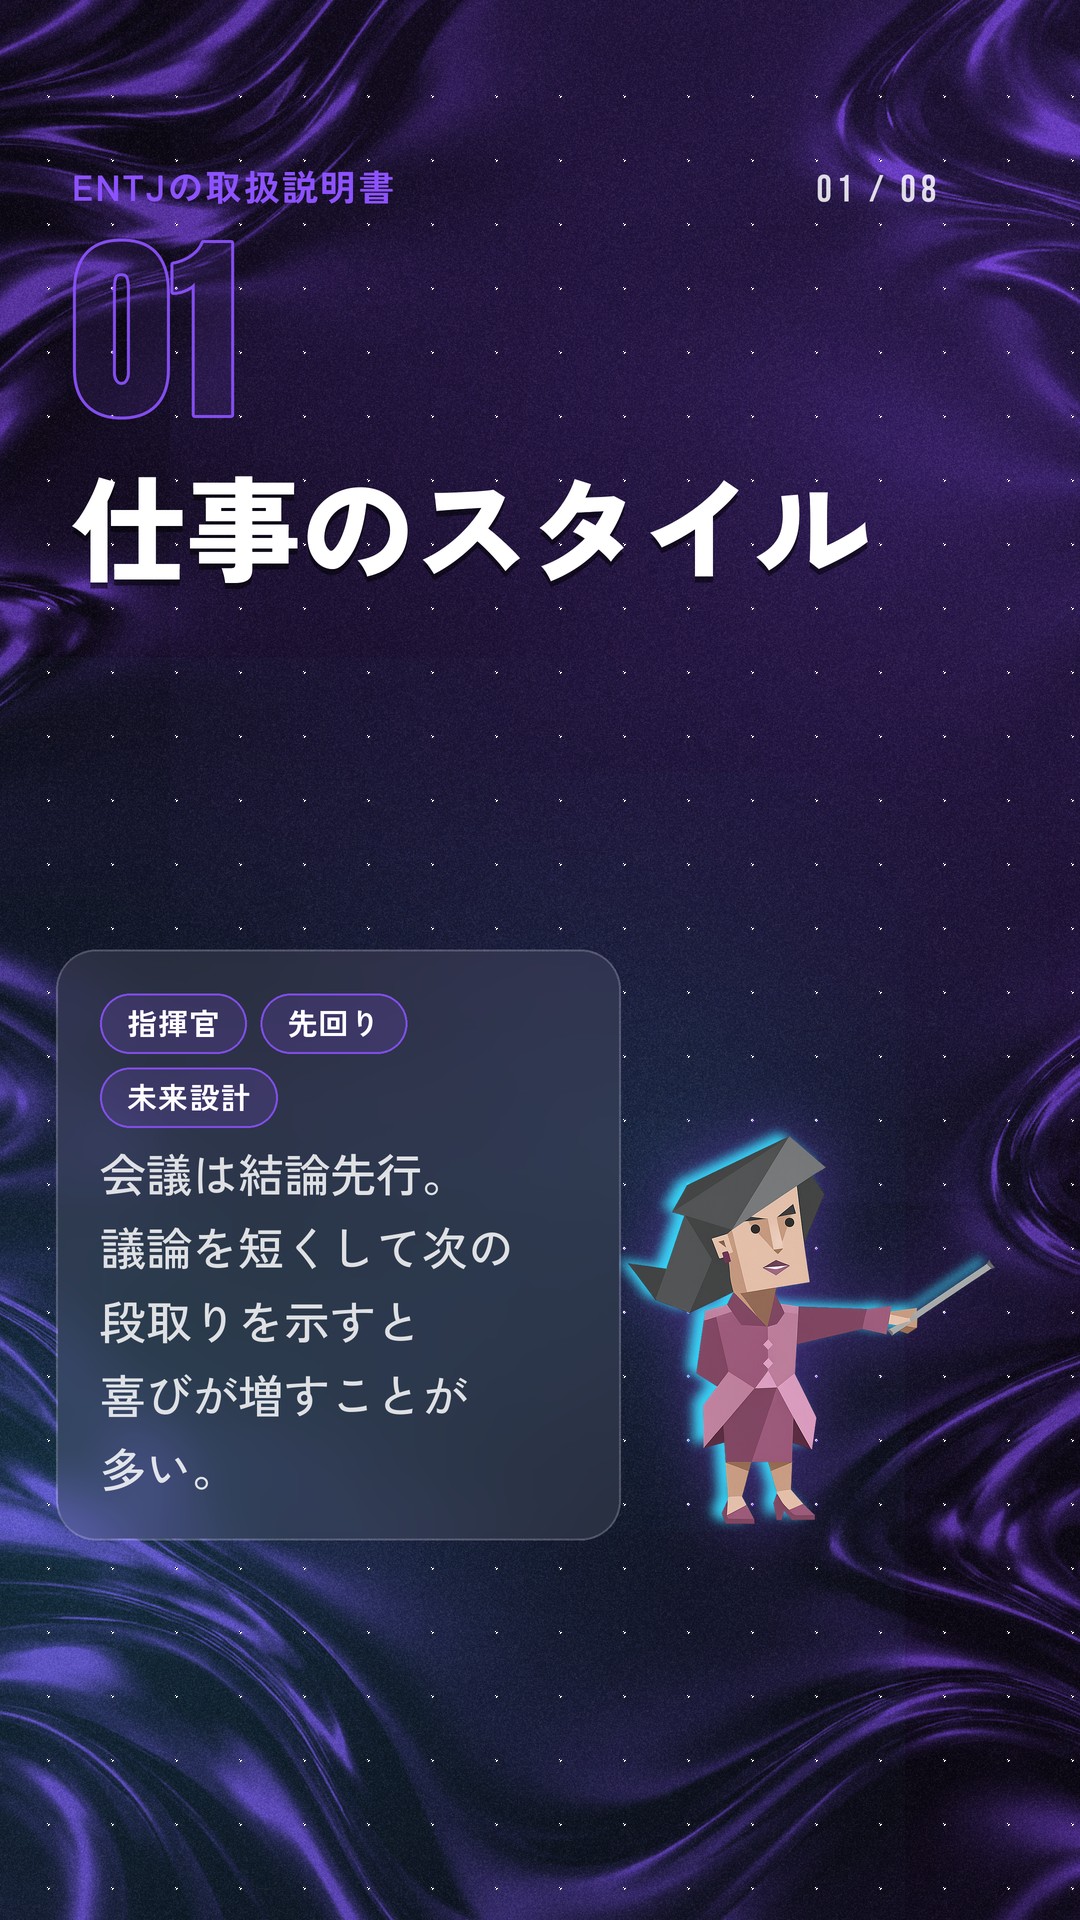 ENTJの取扱説明書
01 / 08
01
仕事のスタイル
指揮官
先回り
未来設計
会議は結論先行。
議論を短くして次の
段取りを示すと
喜びが増すことが
多い。